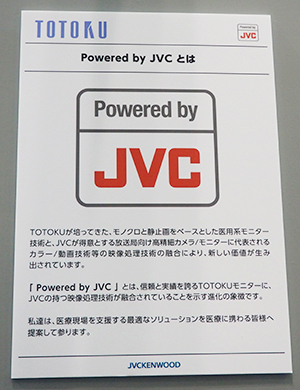 TOTOKU
Powered by
JVC
Powered by JVC とは
Powered by
JVC
TOTOKUが培ってきた、モノクロと静止画をベースとした医用系モニター
技術と、JVCが得意とする放送局向け高精細カメラ/モニターに代表される
カラー/動画技術等の映像処理技術の融合により、新しい価値が生み
出されています。
「 Powered by JVC 」とは、信頼と実績を誇るTOTOKUモニターに、
JVCの持つ映像処理技術が融合されていることを示す進化の象徴です。
私達は、医療現場を支援する最適なソリューションを医療に携わる皆様へ
提案して参ります。
JVCKENWOOD